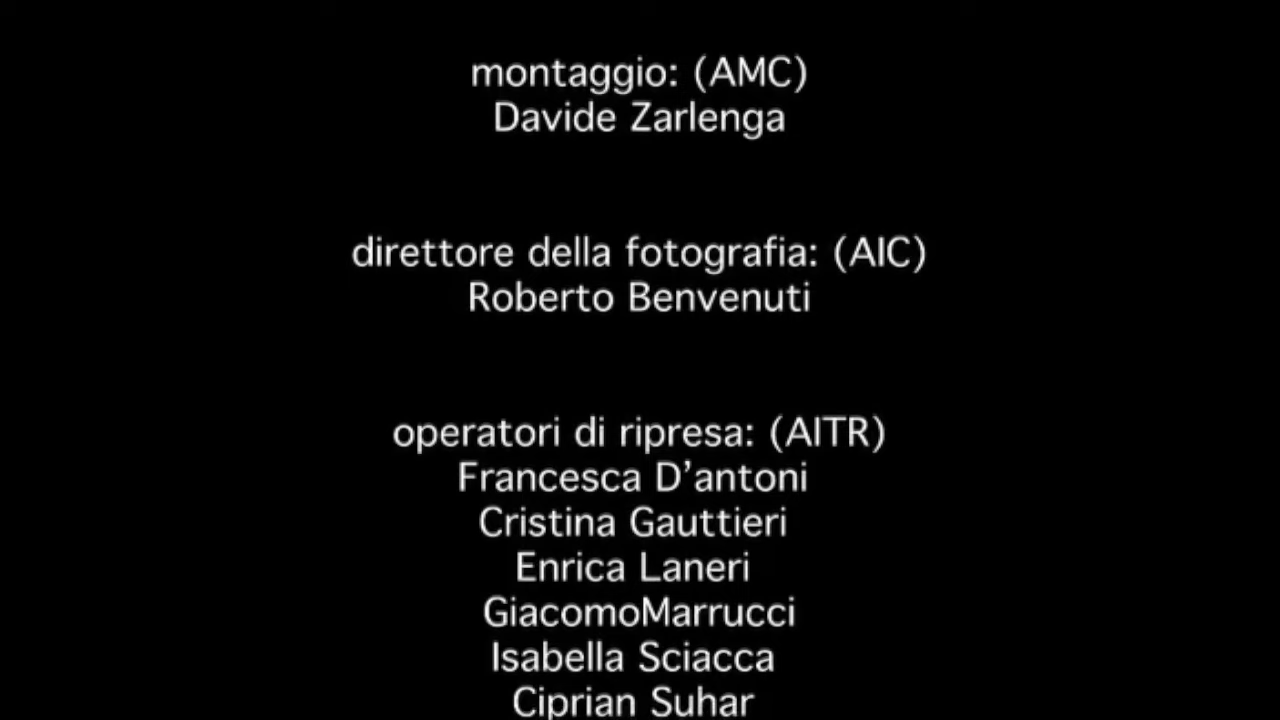 montaggio: (AMC)
Davide Zarlenga
direttore della fotografia: (AIC)
Roberto Benvenuti
operatori di ripresa: (AITR)
Francesca D’antoni
Cristina Gauttieri
Enrica Laneri
GiacomoMarrucci
Isabella Sciacca
Ciprian Suhar